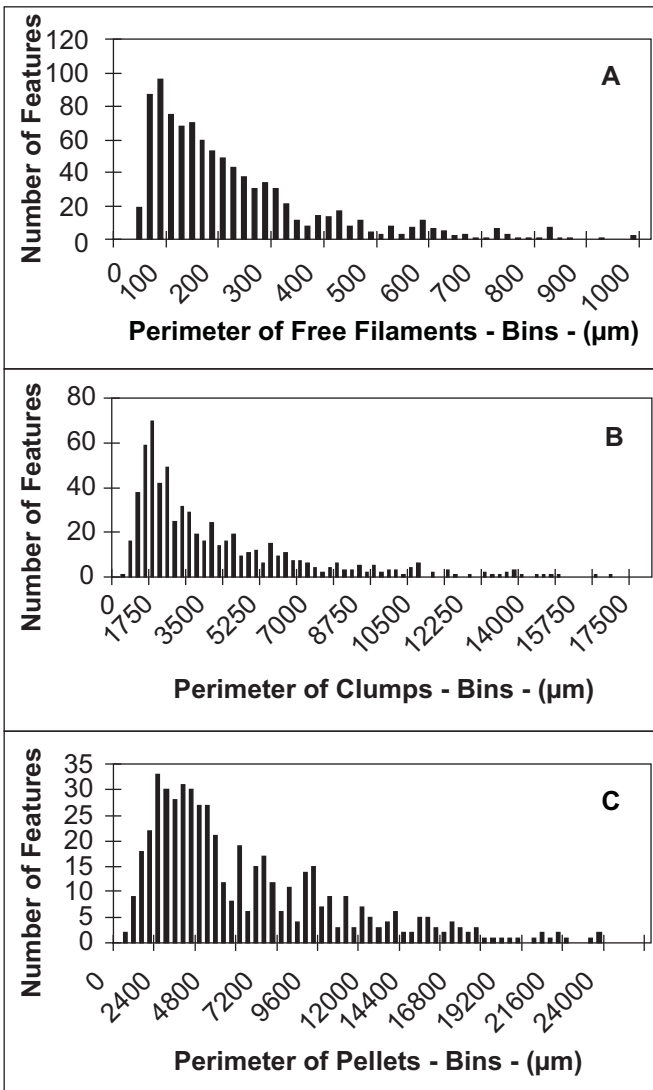 120
100
80
60
40
20
0
Number of Features
A
0 100 200 300 400 500 600 700 800 900 1000
Perimeter of Free Filaments - Bins - (µm)
80
60
40
20
0
Number of Features
B
0 1750 3500 5250 7000 8750 10500 12250 14000 15750 17500
Perimeter of Clumps - Bins - (µm)
35
30
25
20
15
10
5
0
Number of Features
C
0 2400 4800 7200 9600 12000 14400 16800 19200 21600 24000
Perimeter of Pellets - Bins - (µm)